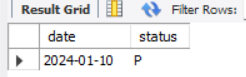 Result Grid Filter Rows:
date status
2024-01-10 P